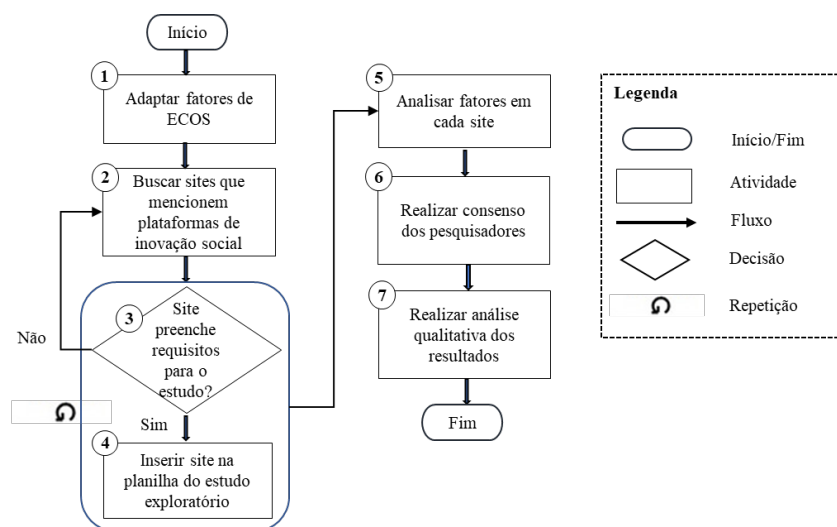 Início
1
Adaptar fatores de
ECOS
2
Buscar sites que
mencionem
plataformas de
inovação social
3
Site
preenche
requisitos
para o
estudo?
Não
Sim
4
Inserir site na
planilha do estudo
exploratório
5
Analisar fatores em
cada site
6
Realizar consenso
dos pesquisadores
7
Realizar análise
qualitativa dos
resultados
Fim
Legenda
Início/Fim
Atividade
Fluxo
Decisão
Repetição